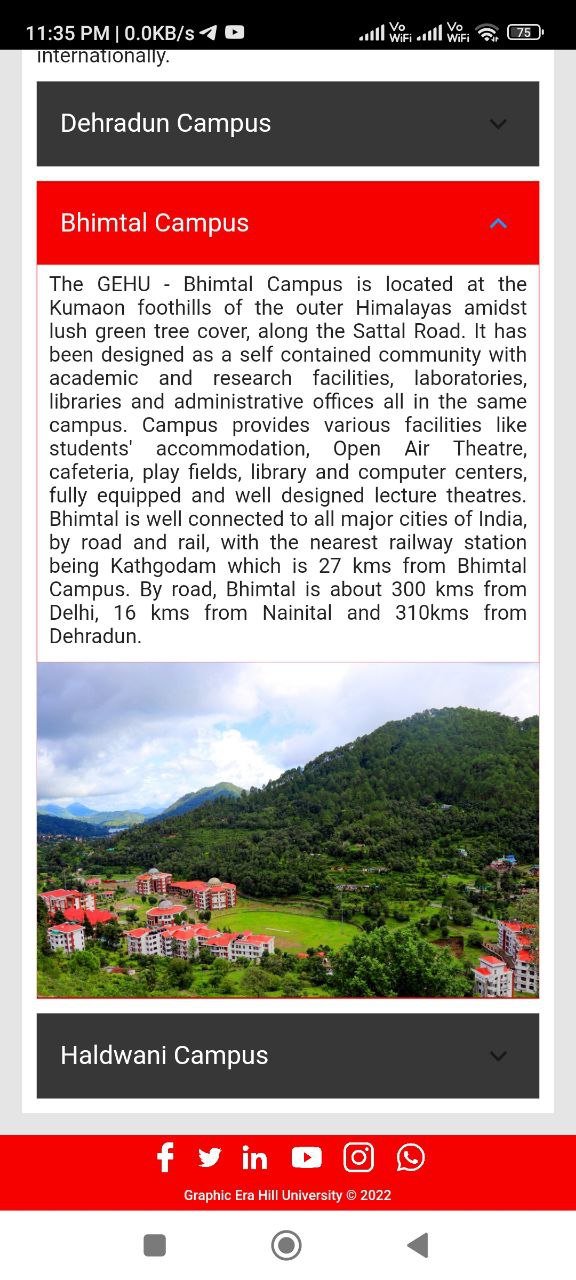 11:35 PM | 0.0KB/s
Vo
WiFi
Vo
WiFi
75
internationally.
Dehradun Campus
Bhimtal Campus
The GEHU - Bhimtal Campus is located at the
Kumaon foothills of the outer Himalayas amidst
lush green tree cover, along the Sattal Road. It has
been designed as a self contained community with
academic and research facilities, laboratories,
libraries and administrative offices all in the same
campus. Campus provides various facilities like
students' accommodation, Open Air Theatre,
cafeteria, play fields, library and computer centers,
fully equipped and well designed lecture theatres.
Bhimtal is well connected to all major cities of India,
by road and rail, with the nearest railway station
being Kathgodam which is 27 kms from Bhimtal
Campus. By road, Bhimtal is about 300 kms from
Delhi, 16 kms from Nainital and 310kms from
Dehradun.
Haldwani Campus
Graphic Era Hill University © 2022